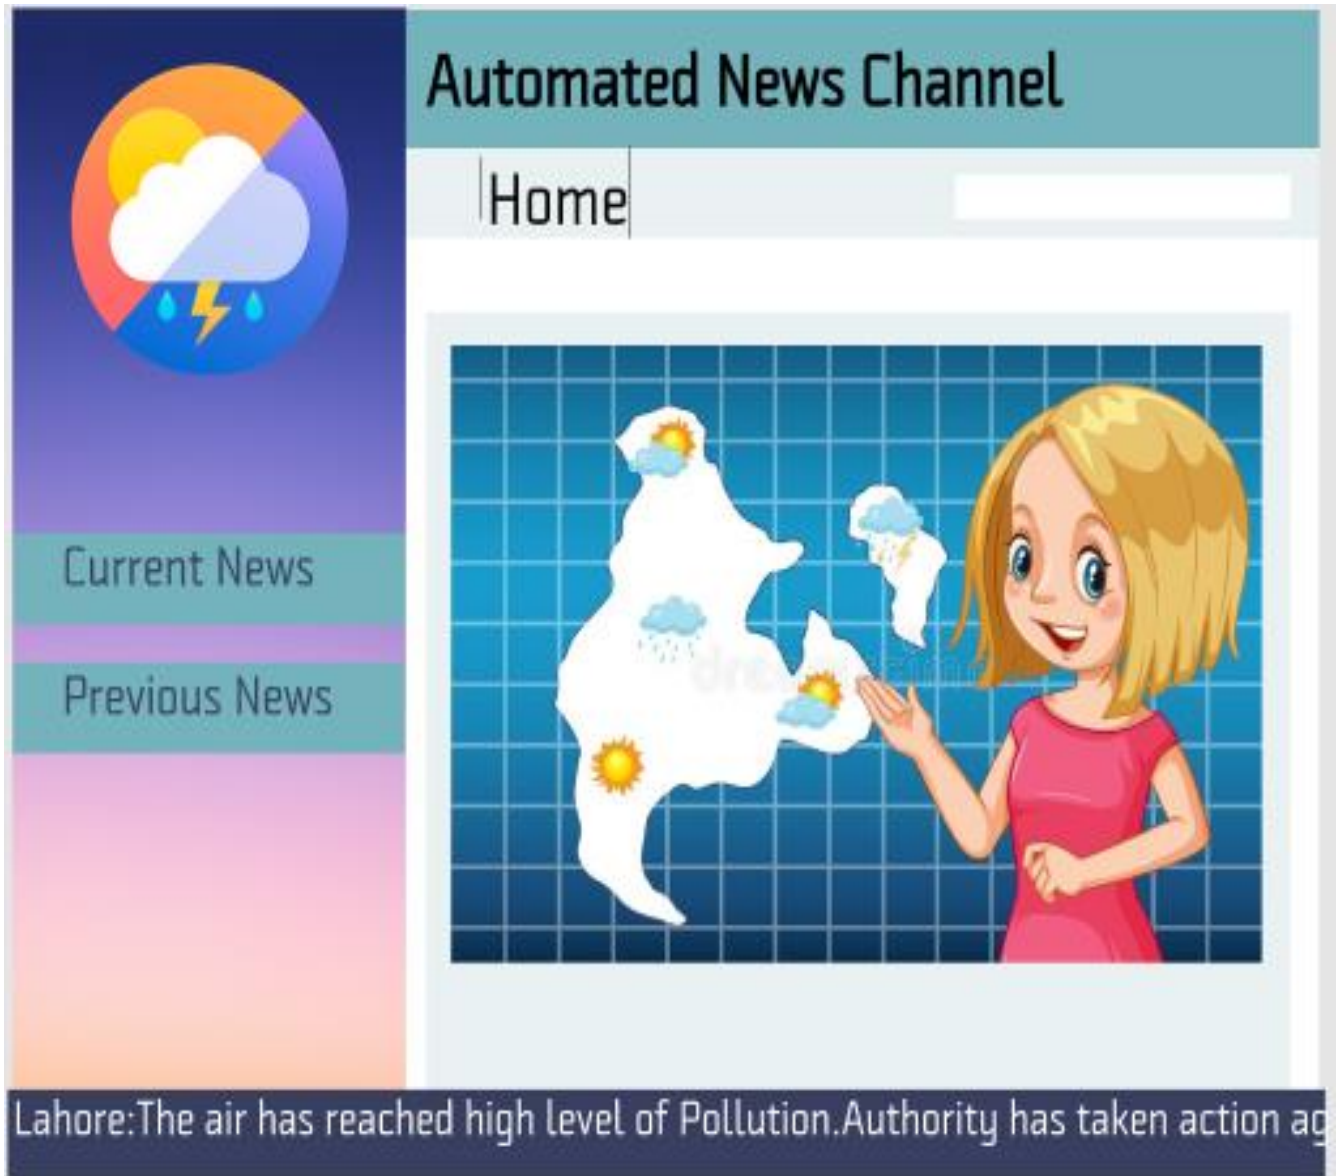 Automated News Channel
Home
Current News
Previous News
Lahore:The air has reached high level of Pollution.Authority has taken action ag